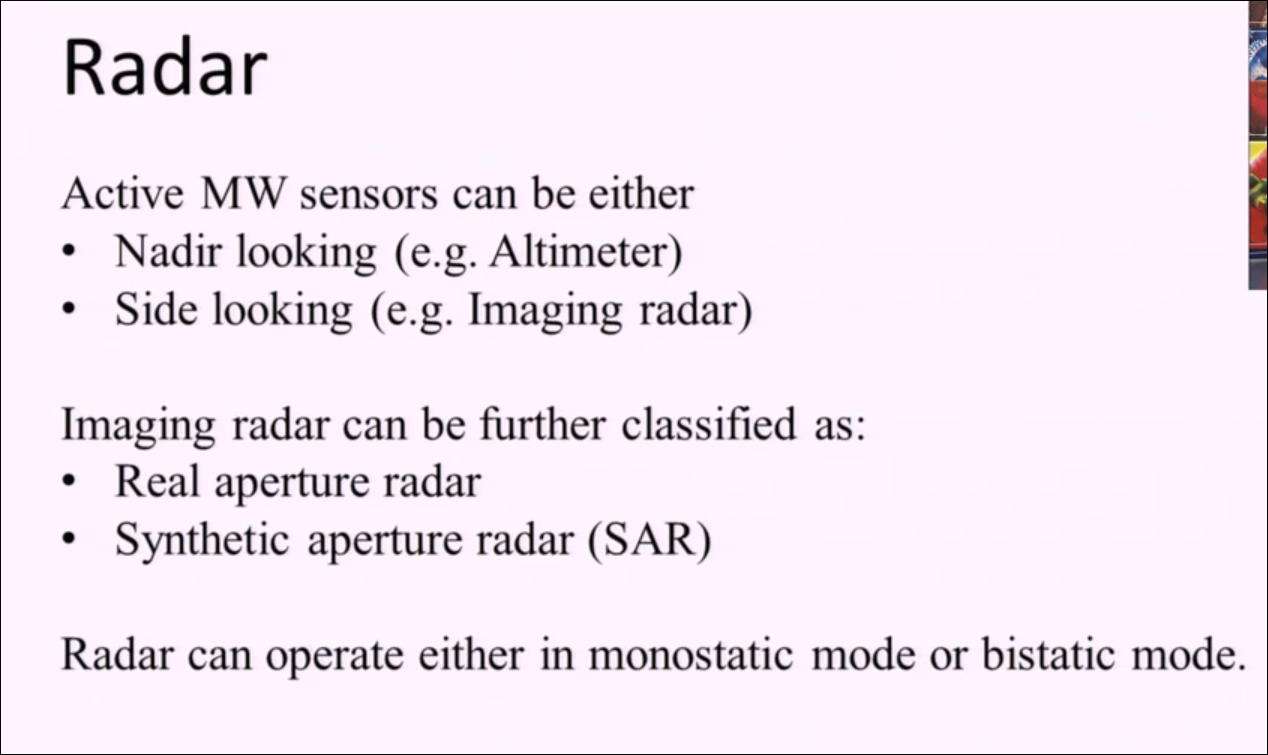 Radar
Active MW sensors can be either
• Nadir looking (e.g. Altimeter)
• Side looking (e.g. Imaging radar)
Imaging radar can be further classified as:
• Real aperture radar
• Synthetic aperture radar (SAR)
Radar can operate either in monostatic mode or bistatic mode.